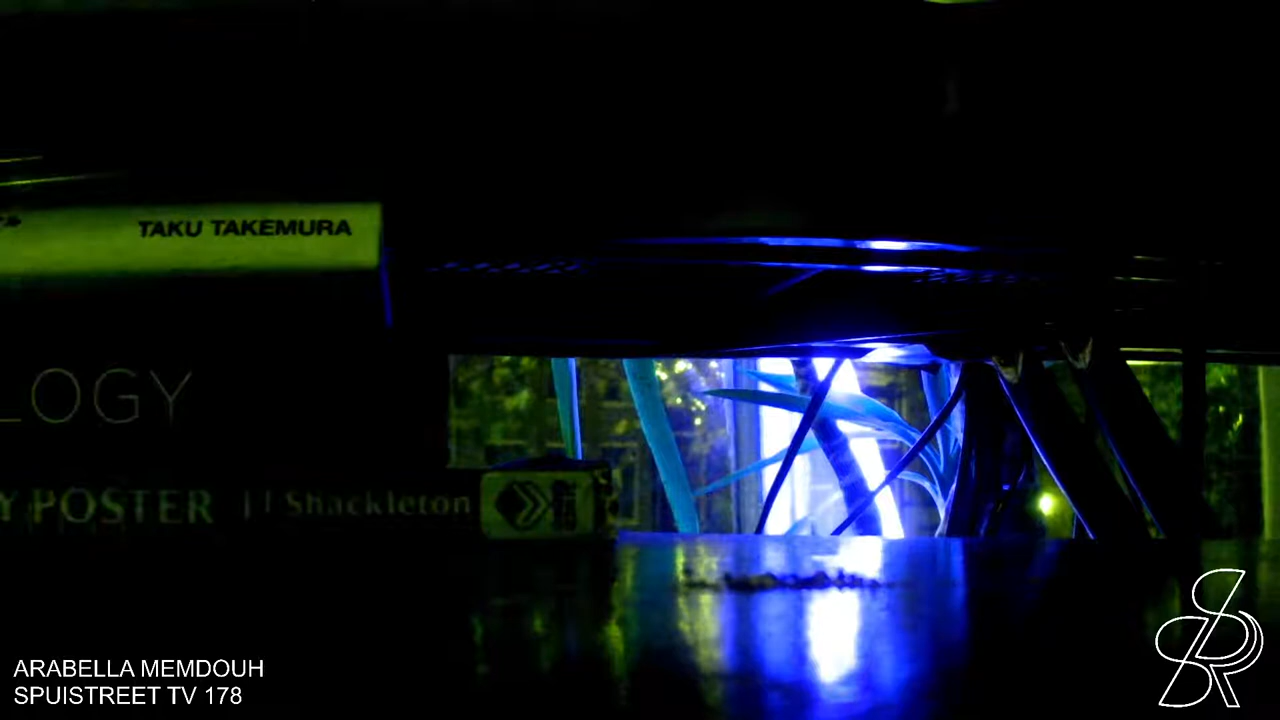 TAKU TAKEMURA
LOGY
Y POSTER
Shackleton
ARABELLA MEMDOUH
SPUISTREET TV 178